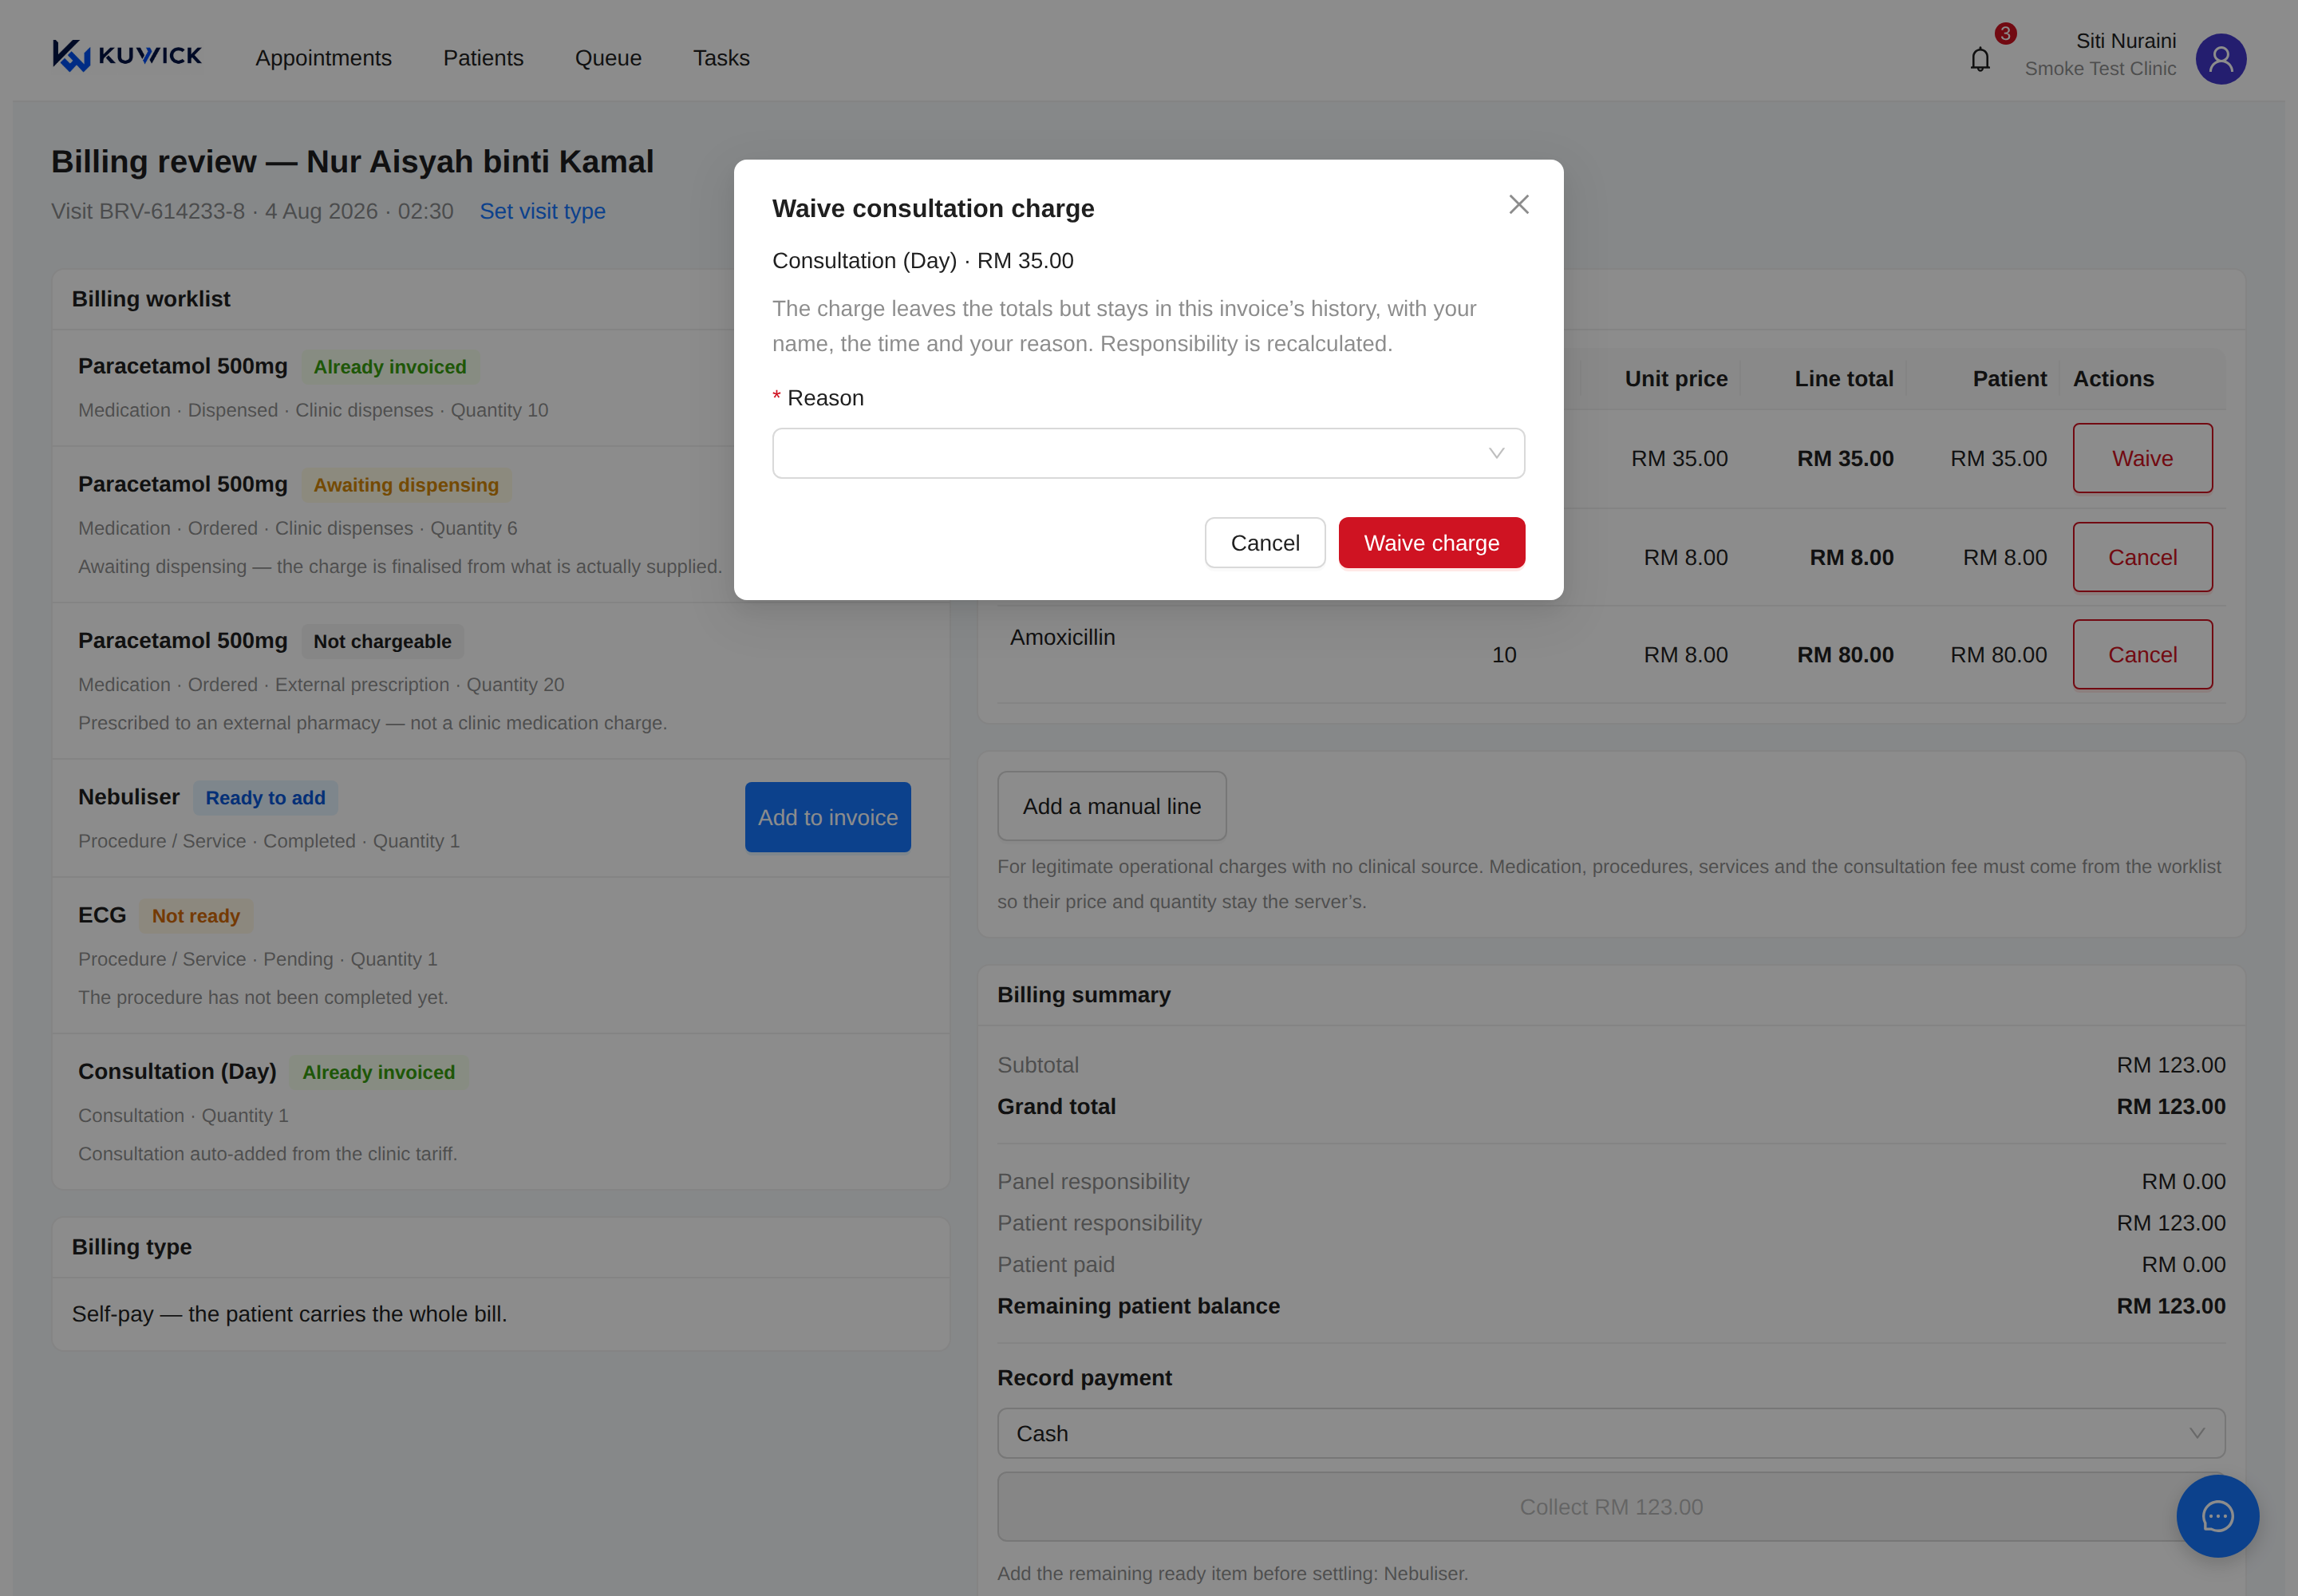 KUWICK
Appointments
Patients
Queue
Tasks
3
Siti Nuraini
Smoke Test Clinic
Billing review — Nur Aisyah binti Kamal
Visit BRV-614233-8 · 4 Aug 2026 · 02:30
Set visit type
Waive consultation charge
Consultation (Day) · RM 35.00
The charge leaves the totals but stays in this invoice’s history, with your
name, the time and your reason. Responsibility is recalculated.
* Reason
Cancel
Waive charge
Billing worklist
Paracetamol 500mg Already invoiced
Medication · Dispensed · Clinic dispenses · Quantity 10
Paracetamol 500mg Awaiting dispensing
Medication · Ordered · Clinic dispenses · Quantity 6
Awaiting dispensing — the charge is finalised from what is actually supplied.
Paracetamol 500mg Not chargeable
Medication · Ordered · External prescription · Quantity 20
Prescribed to an external pharmacy — not a clinic medication charge.
Nebuliser Ready to add
Procedure / Service · Completed · Quantity 1
Add to invoice
ECG Not ready
Procedure / Service · Pending · Quantity 1
The procedure has not been completed yet.
Consultation (Day) Already invoiced
Consultation · Quantity 1
Consultation auto-added from the clinic tariff.
Billing type
Self-pay — the patient carries the whole bill.
Unit price Line total Patient Actions
RM 35.00 RM 35.00 RM 35.00 Waive
RM 8.00 RM 8.00 RM 8.00 Cancel
Amoxicillin 10 RM 8.00 RM 80.00 RM 80.00 Cancel
Add a manual line
For legitimate operational charges with no clinical source. Medication, procedures, services and the consultation fee must come from the worklist
so their price and quantity stay the server’s.
Billing summary
Subtotal RM 123.00
Grand total RM 123.00
Panel responsibility RM 0.00
Patient responsibility RM 123.00
Patient paid RM 0.00
Remaining patient balance RM 123.00
Record payment
Cash
Collect RM 123.00
Add the remaining ready item before settling: Nebuliser.